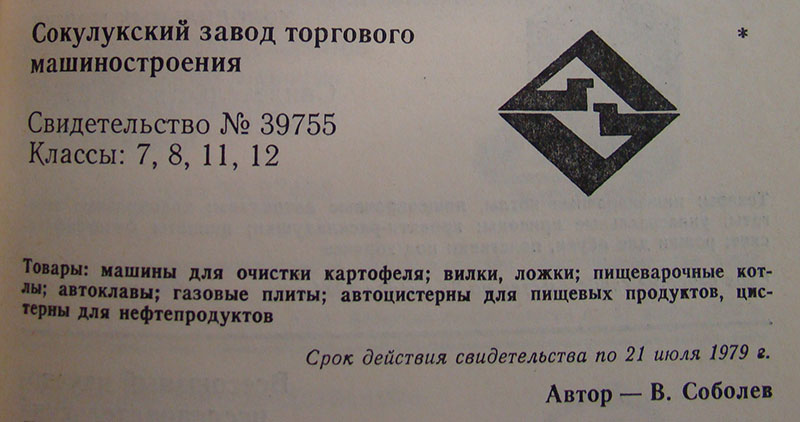 Сокулукский завод торгового
машиностроения
*
Свидетельство № 39755
Классы: 7, 8, 11, 12
Товары: машины для очистки картофеля; вилки, ложки; пищеварочные кот-
лы; автоклавы; газовые плиты; автоцистерны для пищевых продуктов, цис-
терны для нефтепродуктов
Срок действия свидетельства по 21 июля 1979 г.
Автор — В. Соболев